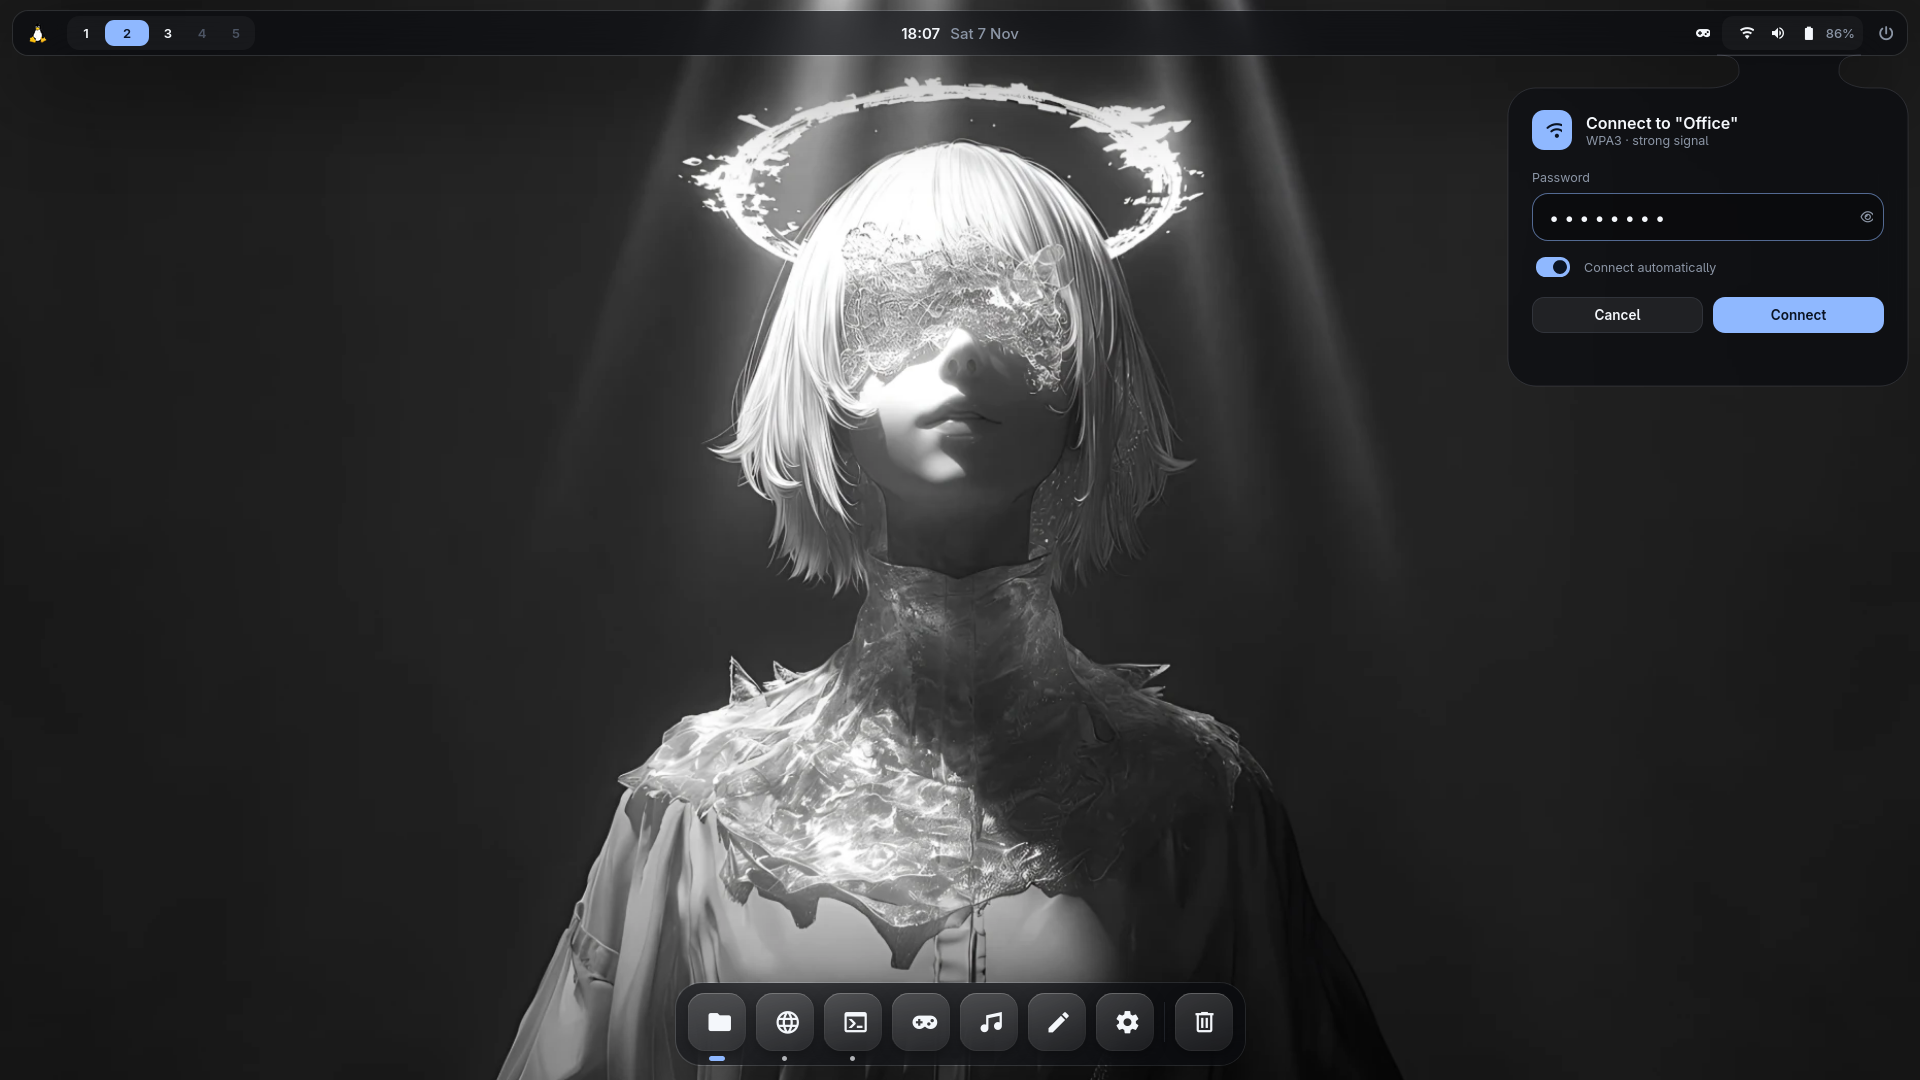 1 2 3 4 5
18:07 Sat 7 Nov
86%
Connect to "Office"
WPA3 · strong signal
Password
Connect automatically
Cancel
Connect